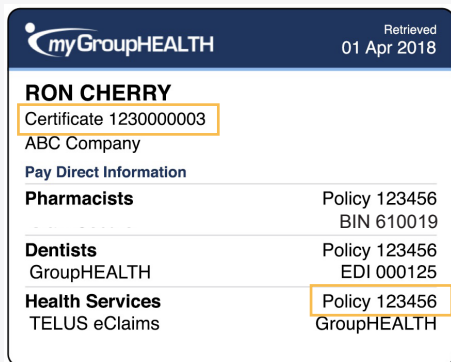 myGroupHEALTH
Retrieved
01 Apr 2018
RON CHERRY
Certificate 1230000003
ABC Company
Pay Direct Information
Pharmacists Policy 123456
BIN 610019
Dentists Policy 123456
GroupHEALTH EDI 000125
Health Services Policy 123456
TELUS eClaims GroupHEALTH